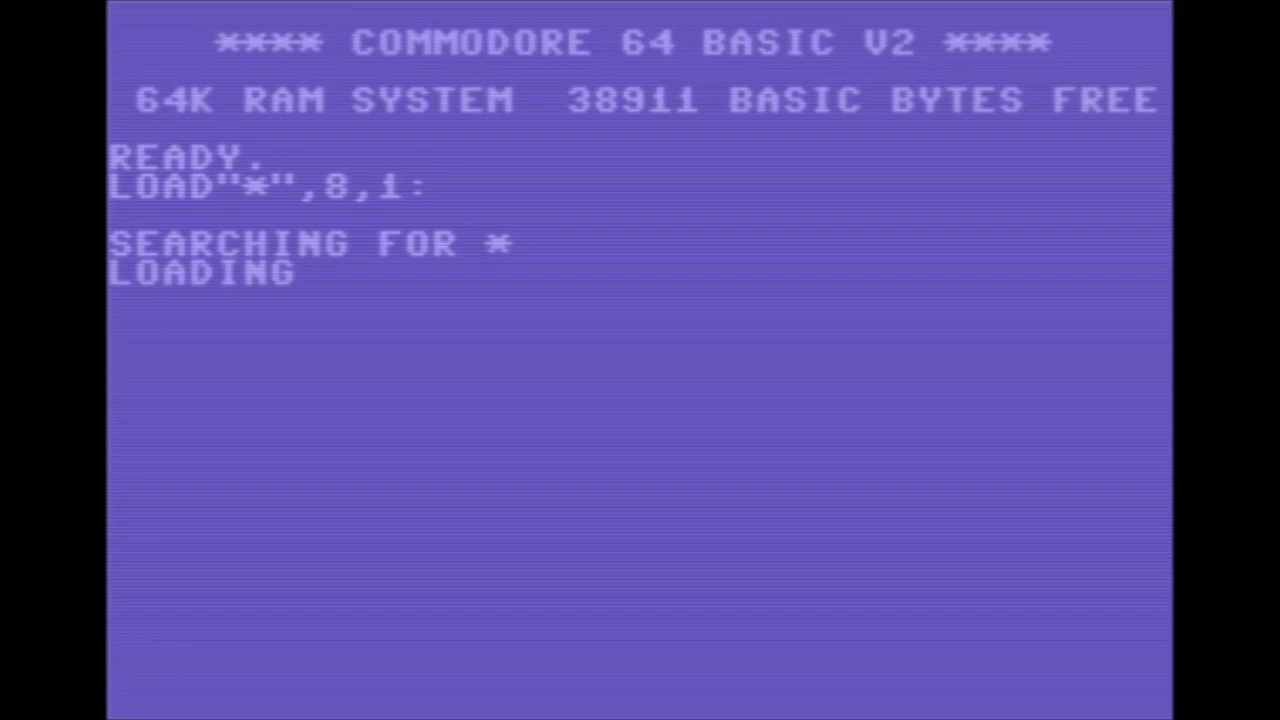 **** COMMODORE 64 BASIC V2 ****
64K RAM SYSTEM  38911 BASIC BYTES FREE
READY.
LOAD"*",8,1:
SEARCHING FOR *
LOADING